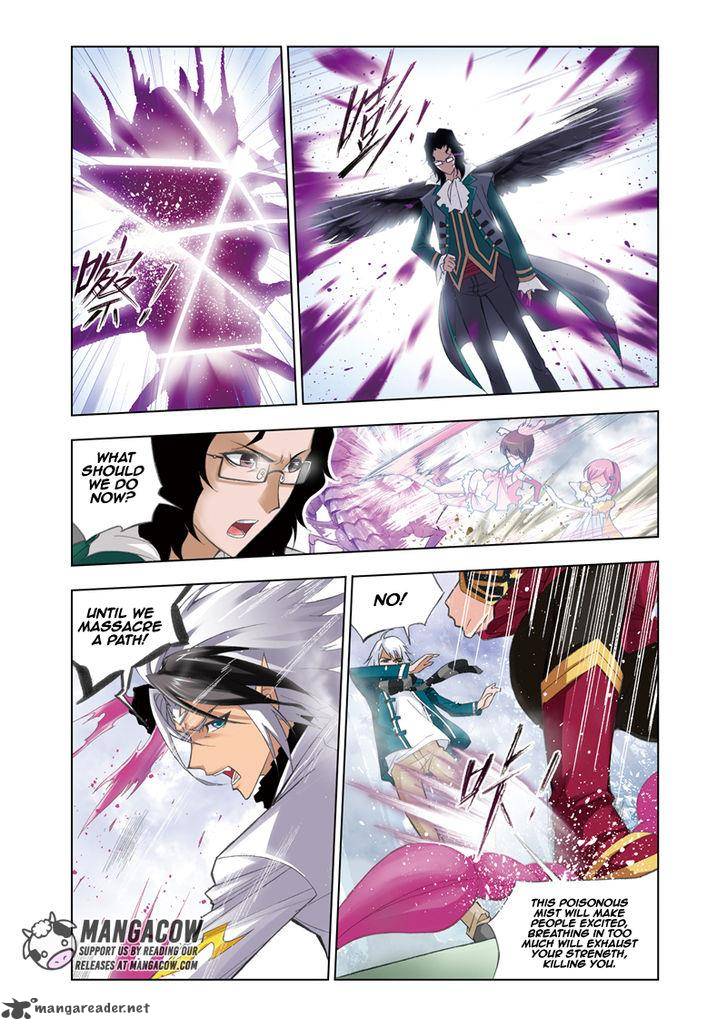 嚓!
嘭!
WHAT
SHOULD
WE DO
NOW?
UNTIL WE
MASSACRE
A PATH!
NO!
咔!
THIS POISONOUS
MIST WILL MAKE
PEOPLE EXCITED,
BREATHING IN TOO
MUCH WILL EXHAUST
YOUR STRENGTH,
KILLING YOU.
MANGACOW.
SUPPORT US BY READING OUR
RELEASES AT MANGACOW.COM
mangareader.net